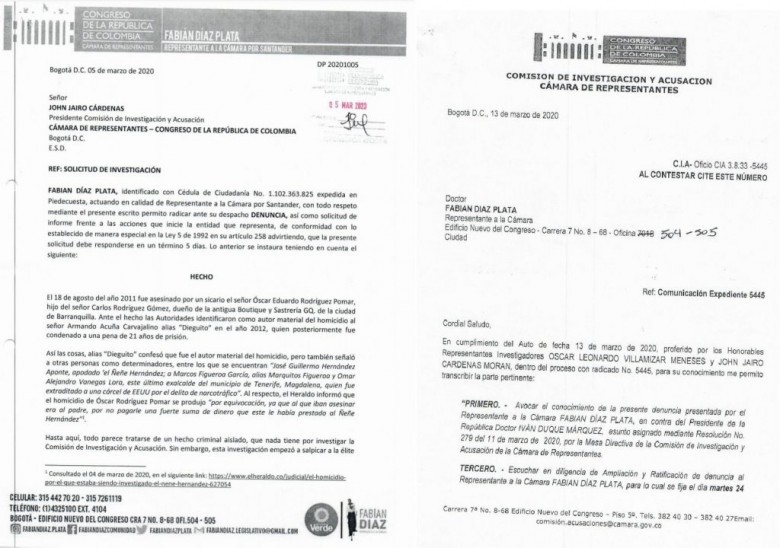 CONGRESO
DE LA REPÚBLICA
DE COLOMBIA
CÁMARA DE REPRESENTANTES
FABIÁN DÍAZ PLATA
REPRESENTANTE A LA CÁMARA POR SANTANDER
Bogotá D.C. 05 de marzo de 2020
DP 20201005
Señor
JOHN JAIRO CÁRDENAS
Presidente Comisión de Investigación y Acusación
CÁMARA DE REPRESENTANTES – CONGRESO DE LA REPÚBLICA DE COLOMBIA
Bogotá D.C.
E.S.D.
05 MAR 2020
REF: SOLICITUD DE INVESTIGACIÓN
FABIAN DÍAZ PLATA, identificado con Cédula de Ciudadanía No. 1.102.363.825 expedida en
Piedecuesta, actuando en calidad de Representante a la Cámara por Santander, con todo respeto
mediante el presente escrito permito radicar ante su despacho DENUNCIA, así como solicitud de
informe frente a las acciones que inicie la entidad que representa, de conformidad con lo
establecido de manera especial en la Ley 5 de 1992 en su artículo 258 advirtiendo, que la presente
solicitud debe responderse en un término 5 días. Lo anterior se instaura teniendo en cuenta el
siguiente:
HECHO
El 18 de agosto del año 2011 fue asesinado por un sicario el señor Óscar Eduardo Rodríguez Pomar,
hijo del señor Carlos Rodríguez Gómez, dueño de la antigua Boutique y Sastrería GQ, de la ciudad
de Barranquilla. Ante el hecho las Autoridades identificaron como autor material del homicidio al
señor Armando Acuña Carvajalino alias "Dieguito" en el año 2012, quien posteriormente fue
condenado a una pena de 21 años de prisión.
Así las cosas, alias "Dieguito" confesó que fue el autor material del homicidio, pero también señaló
a otras personas como determinadores, entre los que se encuentran "José Guillermo Hernández
Aponte, apodado 'el Ñeñe Hernández'; a Marcos Figueroa García, alias Marquitos Figueroa y Omar
Alejandro Vanegas Lora, este último exalcalde del municipio de Tenerife, Magdalena, quien fue
extraditado a una cárcel de EEUU por el delito de narcotráfico". Al respecto, el Heraldo informó que
el homicidio de Óscar Rodríguez Pomar se produjo "por equivocación, ya que al que iban asesinar
era al padre, por no pagarle una fuerte suma de dinero que este le había prestado al Ñeñe
Hernández"¹.
Hasta aquí, todo parece tratarse de un hecho criminal aislado, que nada tiene por investigar la
Comisión de Investigación y Acusación. Sin embargo, esta investigación empezó a salpicar a la élite
¹ Consultado el 04 de marzo de 2020, en el siguiente link: https://www.elheraldo.co/judicial/el-homicidio-
por-el-que-estaba-siendo-investigado-el-nene-hernandez-627054
CELULAR: 315 442 70 20 - 315 7261119
TELÉFONO: (1)4325100 EXT. 4104
BOGOTÁ - EDIFICIO NUEVO DEL CONGRESO CRA 7 NO. 8-68 OFI.504 - 505
FABIANDIAZ.PLATA FABIANDIAZCOMUNIDAD FABIANDIAZPLATA FABIANDIAZ.LEGISLATIVO@GMAIL.COM
Verde
FABIAN
DÍAZ
CONGRESO
DE LA REPÚBLICA
DE COLOMBIA
CÁMARA DE REPRESENTANTES
COMISION DE INVESTIGACION Y ACUSACION
CÁMARA DE REPRESENTANTES
Bogotá D.C., 13 de marzo de 2020
C.I.A- Oficio CIA 3.8.33 -5445
AL CONTESTAR CITE ESTE NÚMERO
Doctor
FABIAN DIAZ PLATA
Representante a la Cámara
Edificio Nuevo del Congreso - Carrera 7 No. 8 – 68 - Oficina 504 - 505
Ciudad
Ref: Comunicación Expediente 5445
Cordial Saludo,
En cumplimiento del Auto de fecha 13 de marzo de 2020, proferido por los Honorables
Representantes Investigadores OSCAR LEONARDO VILLAMIZAR MENESES y JOHN JAIRO
CARDENAS MORAN, dentro del proceso con radicado No. 5445, para su conocimiento me permito
transcribir la parte pertinente:
"PRIMERO. - Avocar el conocimiento de la presente denuncia presentada por el
Representante a la Cámara FABIÁN DÍAZ PLATA, en contra del Presidente de la
República Doctor IVÁN DUQUE MÁRQUEZ, asunto asignado mediante Resolución No.
279 del 11 de marzo de 2020, por la Mesa Directiva de la Comisión de Investigación y
Acusación de la Cámara de Representantes.
TERCERO. - Escuchar en diligencia de Ampliación y Ratificación de denuncia al
Representante a la Cámara FABIÁN DÍAZ PLATA, para lo cual se fija el día martes 24
Carrera 7ª No. 8-68 Edificio Nuevo del Congreso - Piso 5º. Tels. 382 40 30 - 382 40 27Email:
comisión.acusaciones@camara.gov.co